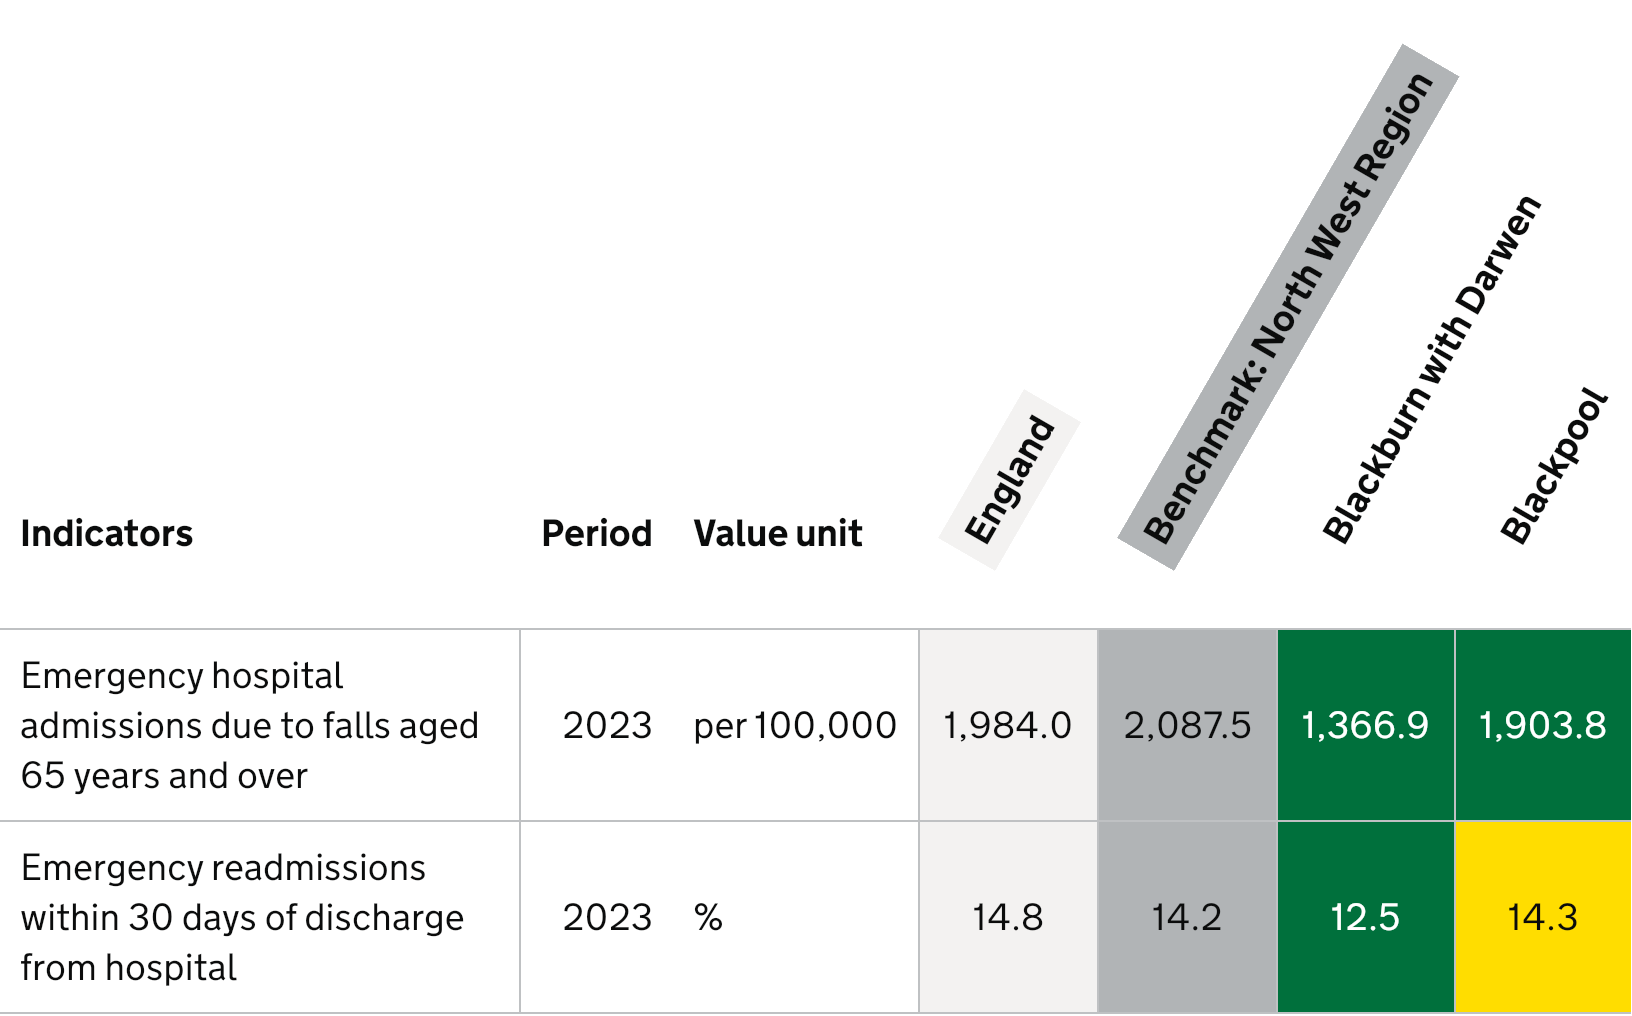 Indicators
Period
Value unit
England
Benchmark: North West Region
Blackburn with Darwen
Blackpool
Emergency hospital
admissions due to falls aged
65 years and over
2023
per 100,000
1,984.0
2,087.5
1,366.9
1,903.8
Emergency readmissions
within 30 days of discharge
from hospital
2023
%
14.8
14.2
12.5
14.3